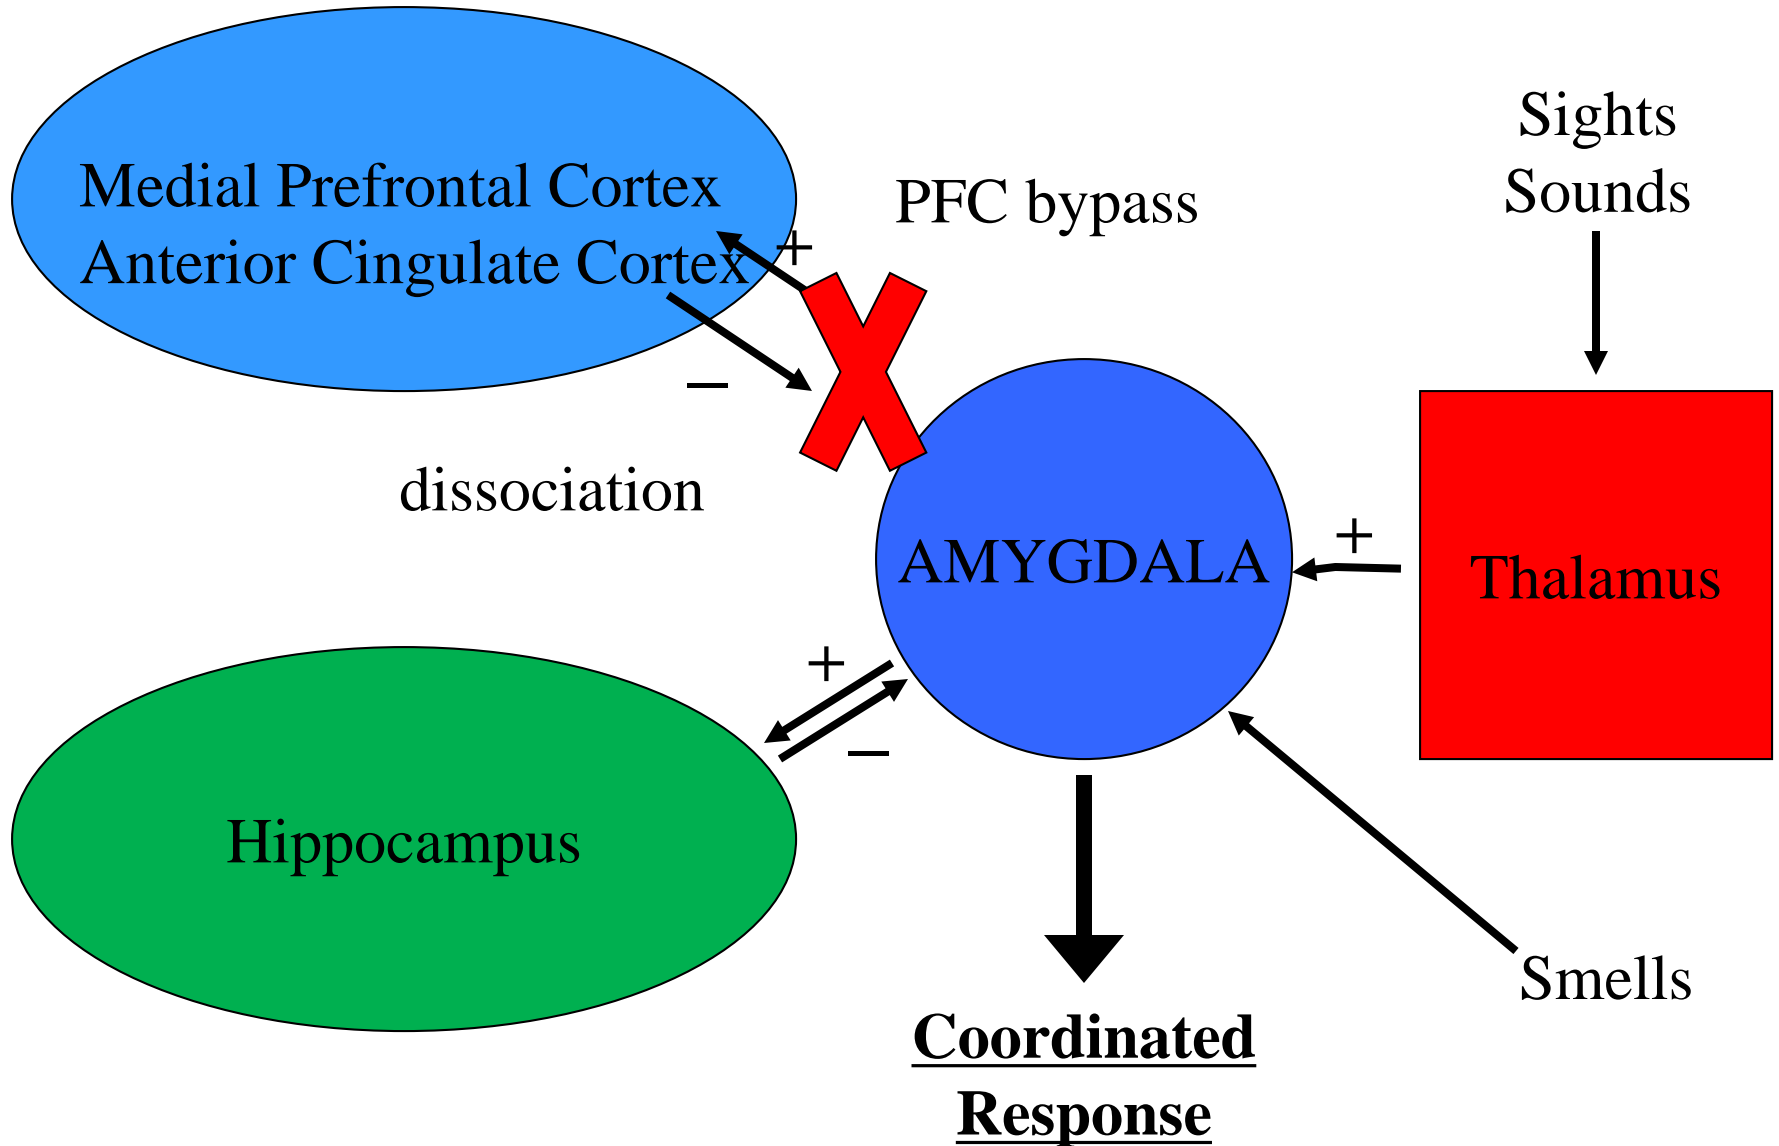 Medial Prefrontal Cortex
Anterior Cingulate Cortex
+
–
PFC bypass
Sights
Sounds
dissociation
AMYGDALA
+
Thalamus
+
–
Hippocampus
Smells
Coordinated
Response